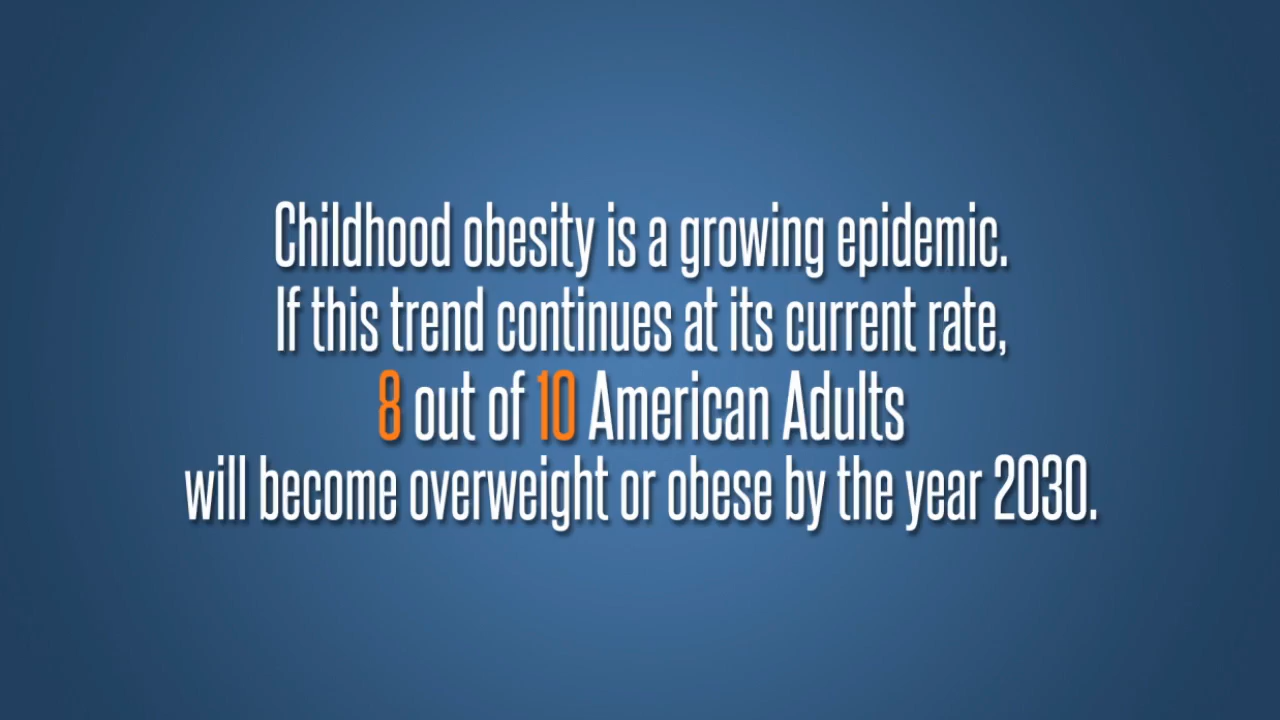 Childhood obesity is a growing epidemic.
If this trend continues at its current rate,
8 out of 10 American Adults
will become overweight or obese by the year 2030.